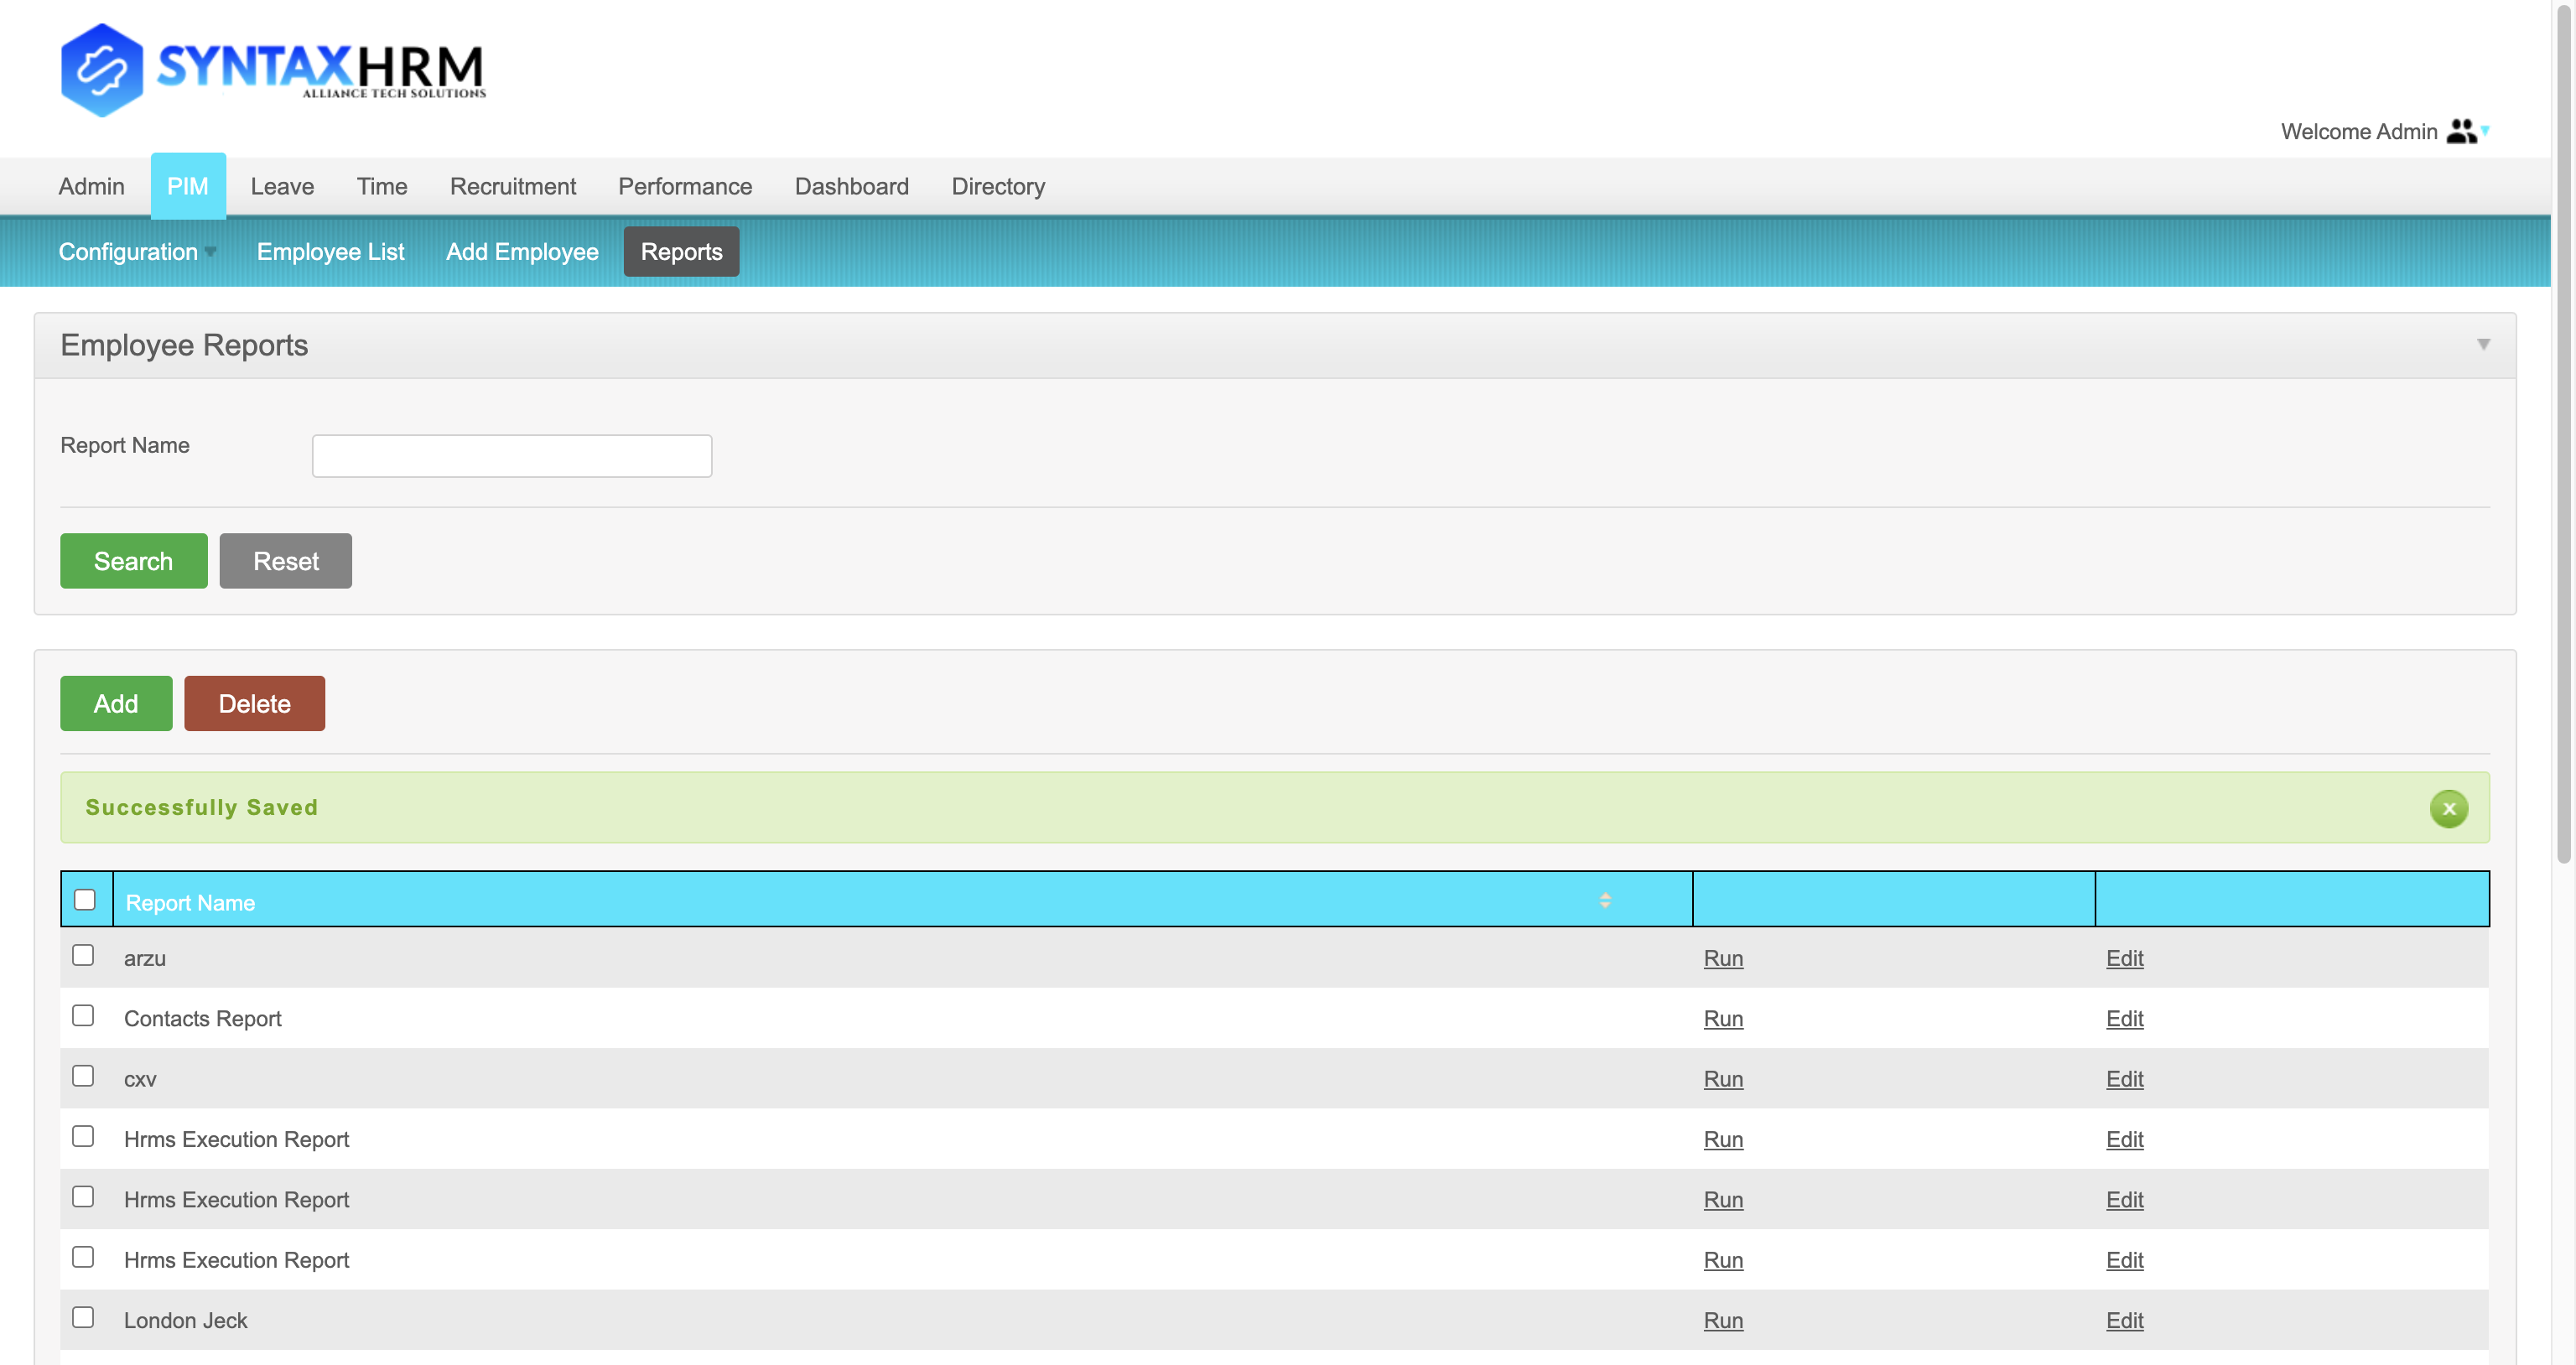 SYNTAXHRM
ALLIANCE TECH SOLUTIONS
Welcome Admin
Admin PIM Leave Time Recruitment Performance Dashboard Directory
Configuration Employee List Add Employee Reports
Employee Reports
Report Name
Search Reset
Add Delete
Successfully Saved
x
Report Name
arzu Run Edit
Contacts Report Run Edit
cxv Run Edit
Hrms Execution Report Run Edit
Hrms Execution Report Run Edit
Hrms Execution Report Run Edit
London Jeck Run Edit